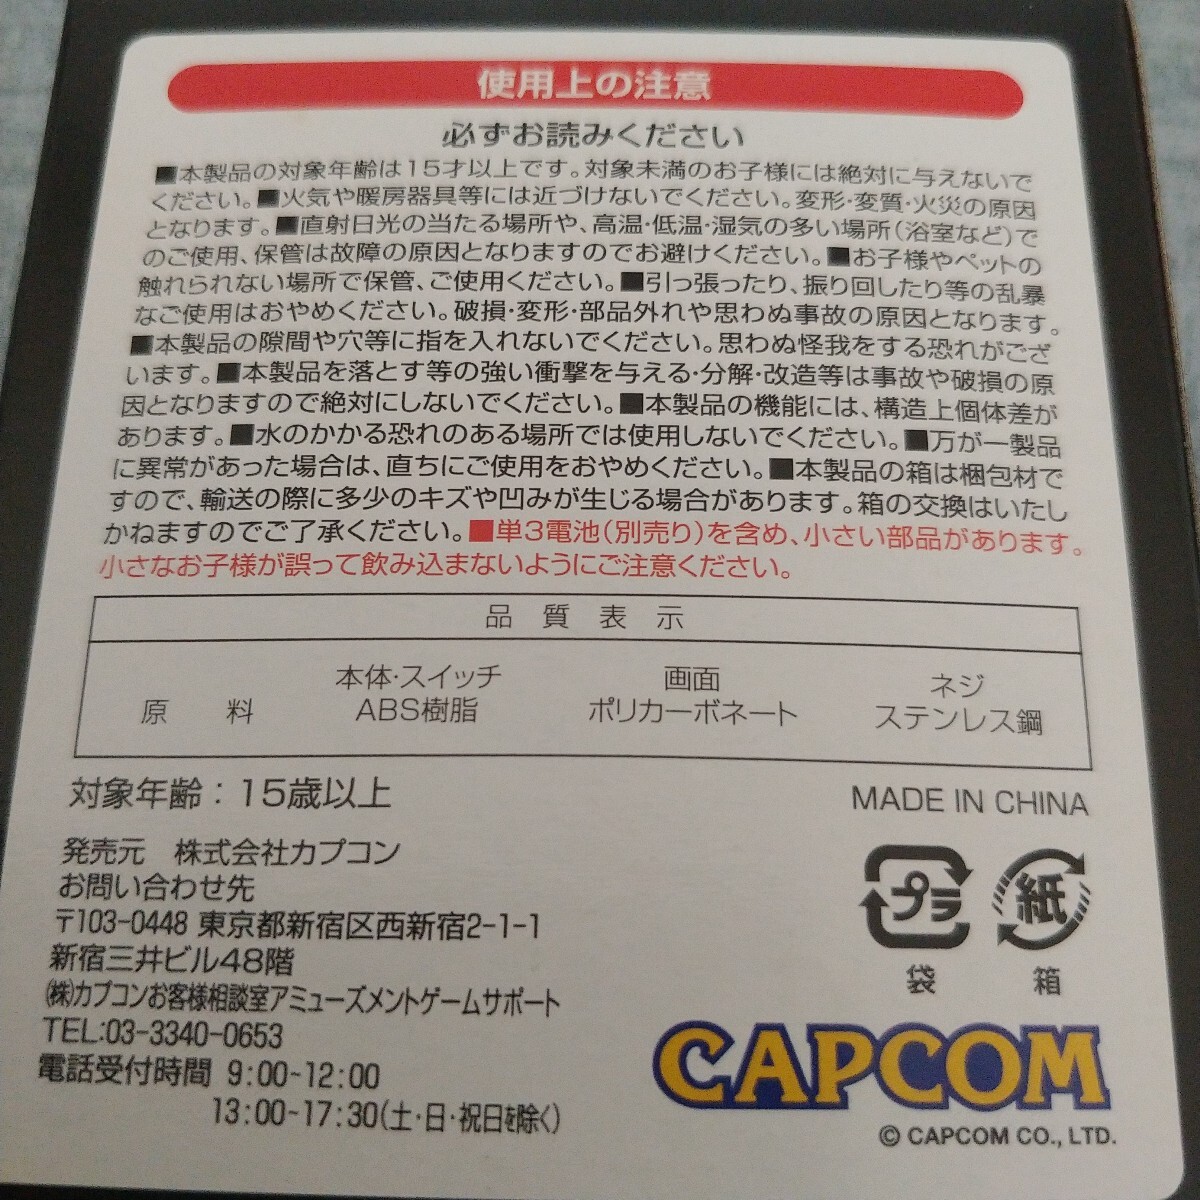 使用上の注意
必ずお読みください
■本製品の対象年齢は15才以上です。対象未満のお子様には絶対に与えないで
ください。■火気や暖房器具等には近づけないでください。変形・変質・火災の原因
となります。■直射日光の当たる場所や、高温・低温・湿気の多い場所(浴室など)で
のご使用、保管は故障の原因となりますのでお避けください。■お子様やペットの
触れられない場所で保管、ご使用ください。■引っ張ったり、振り回したり等の乱暴
なご使用はおやめください。破損・変形・部品外れや思わぬ事故の原因となります。
■本製品の隙間や穴等に指を入れないでください。思わぬ怪我をする恐れがござ
います。■本製品を落とす等の強い衝撃を与える・分解・改造等は事故や破損の原
因となりますので絶対にしないでください。■本製品の機能には、構造上個体差が
あります。■水のかかる恐れのある場所では使用しないでください。■万が一製品
に異常があった場合は、直ちにご使用をおやめください。■本製品の箱は梱包材で
すので、輸送の際に多少のキズや凹みが生じる場合があります。箱の交換はいたし
かねますのでご了承ください。■単3電池(別売り)を含め、小さい部品があります。
小さなお子様が誤って飲み込まないようにご注意ください。
品質表示
原料 本体・スイッチ 画面 ネジ
ABS樹脂 ポリカーボネート ステンレス鋼
対象年齢:15歳以上
MADE IN CHINA
発売元 株式会社カプコン
お問い合わせ先
〒103-0448 東京都新宿区西新宿2-1-1
新宿三井ビル48階
(株)カプコンお客様相談室アミューズメントゲームサポート
TEL:03-3340-0653
電話受付時間 9:00~12:00
13:00~17:30(土・日・祝日を除く)
プラ 紙
袋 箱
CAPCOM
© CAPCOM CO., LTD.